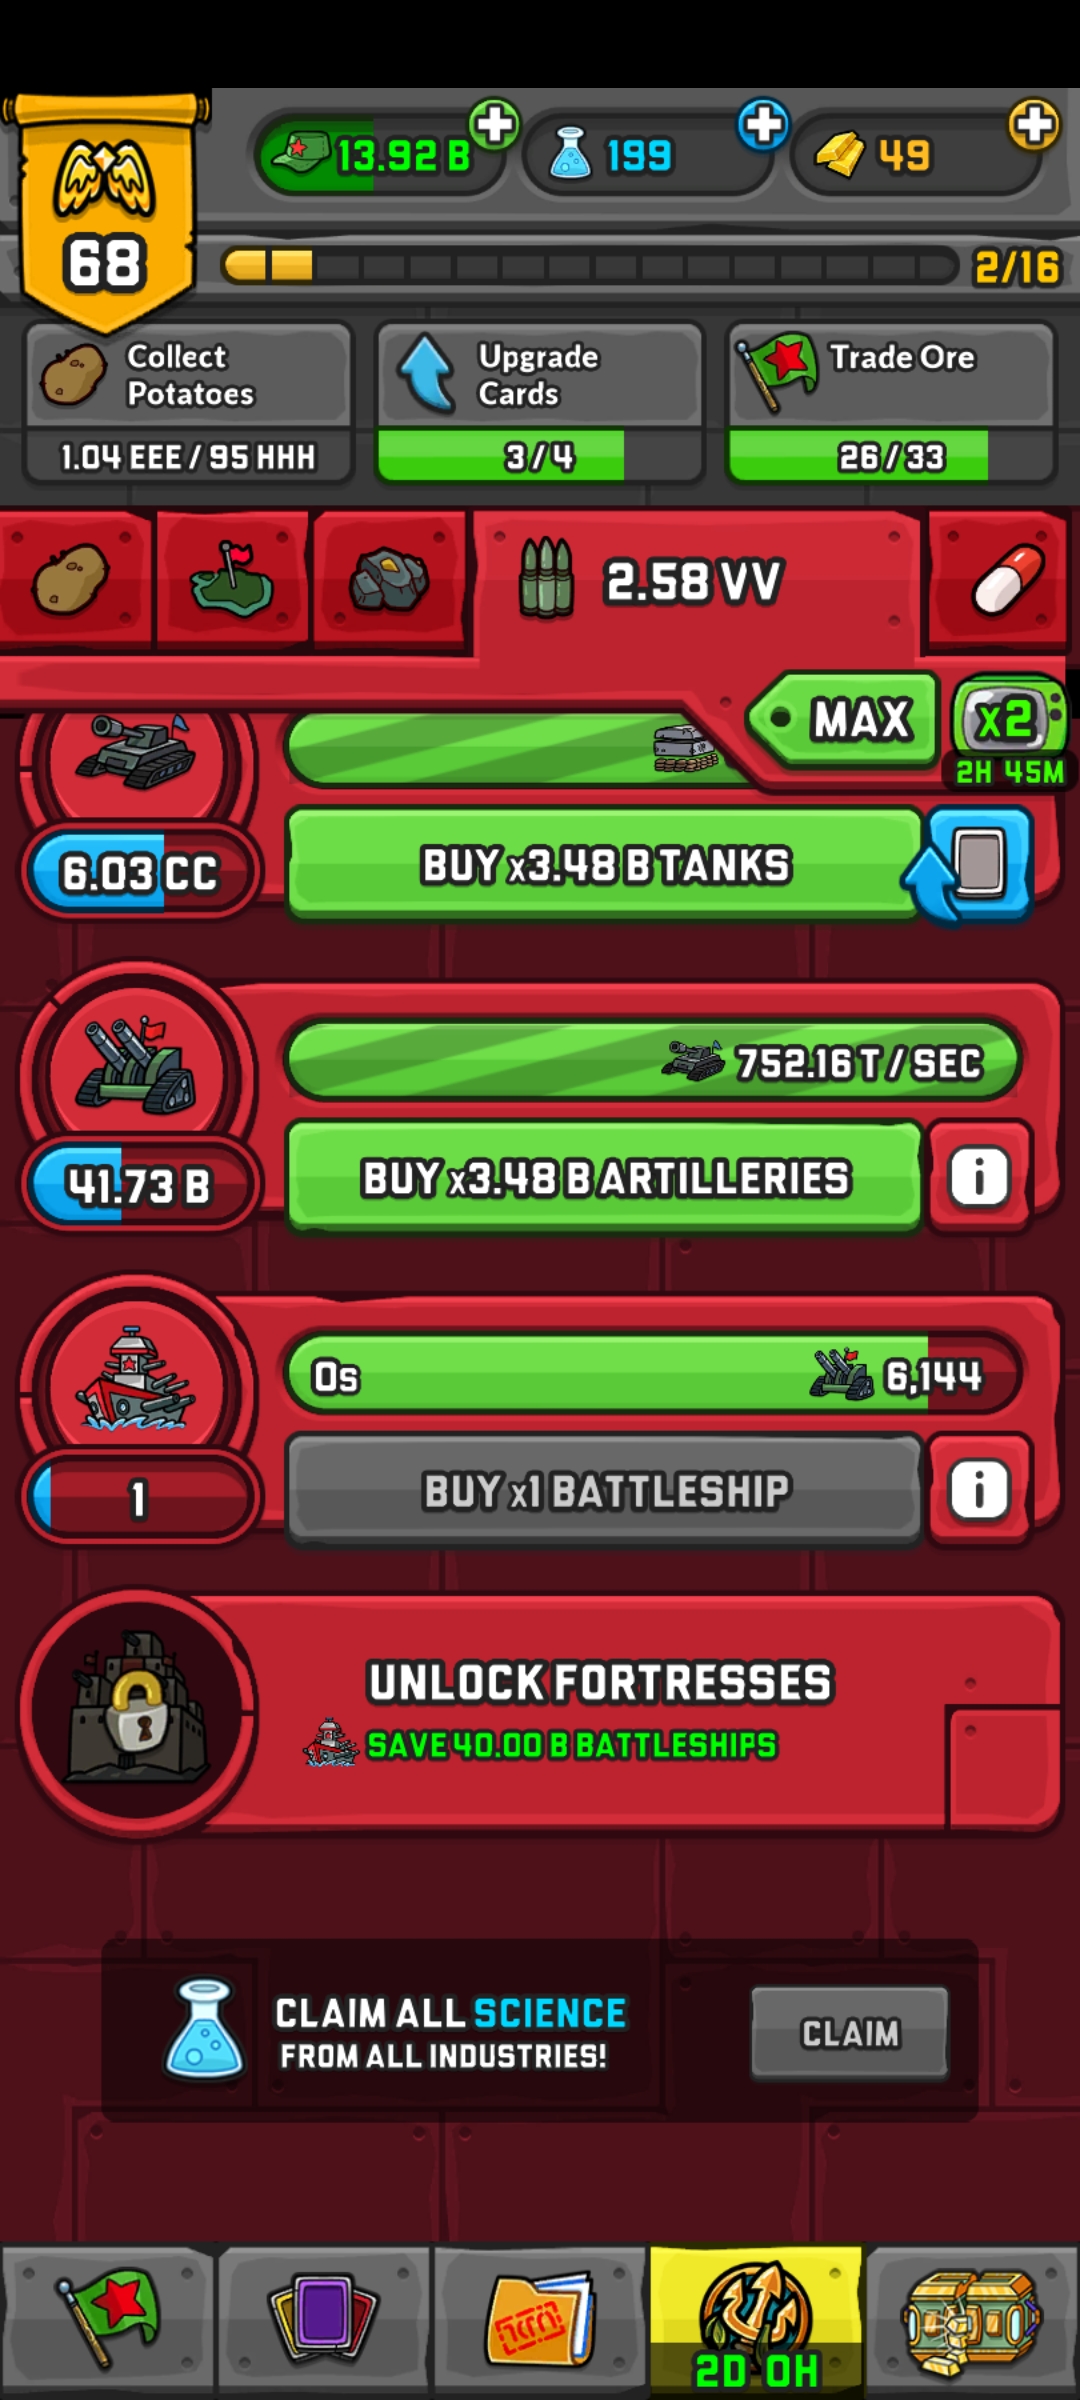 13.92 B
199
49
68
2/16
Collect
Potatoes
1.04 EEE / 95 HHH
Upgrade
Cards
3/4
Trade Ore
26/33
2.58 VV
MAX
x2
2H 45M
6.03 CC
BUY x3.48 B TANKS
752.16 T / SEC
41.73 B
BUY x3.48 B ARTILLERIES
i
0s
6,144
1
BUY x1 BATTLESHIP
i
UNLOCK FORTRESSES
SAVE 40.00 B BATTLESHIPS
CLAIM ALL SCIENCE
FROM ALL INDUSTRIES!
CLAIM
2D 0H